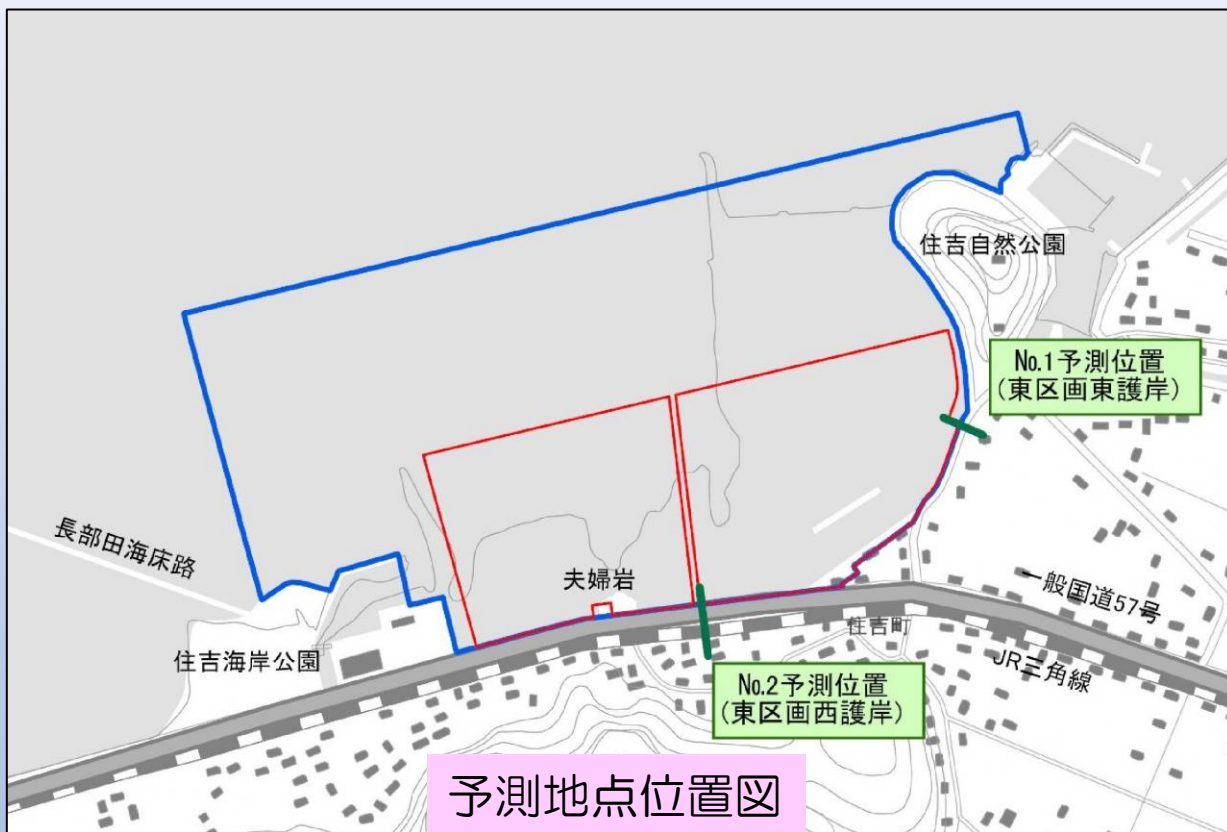 住吉自然公園
No.1予測位置
(東区画東護岸)
長部田海床路
夫婦岩
一般国道57号
住吉町
住吉海岸公園
JR三角線
No.2予測位置
(東区画西護岸)
予測地点位置図